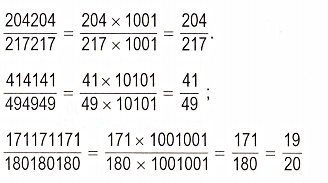 204204/217217 = 204 × 1001/217 × 1001 = 204/217.
414141/494949 = 41 × 10101/49 × 10101 = 41/49 ;
171171171/180180180 = 171 × 1001001/180 × 1001001 = 171/180 = 19/20